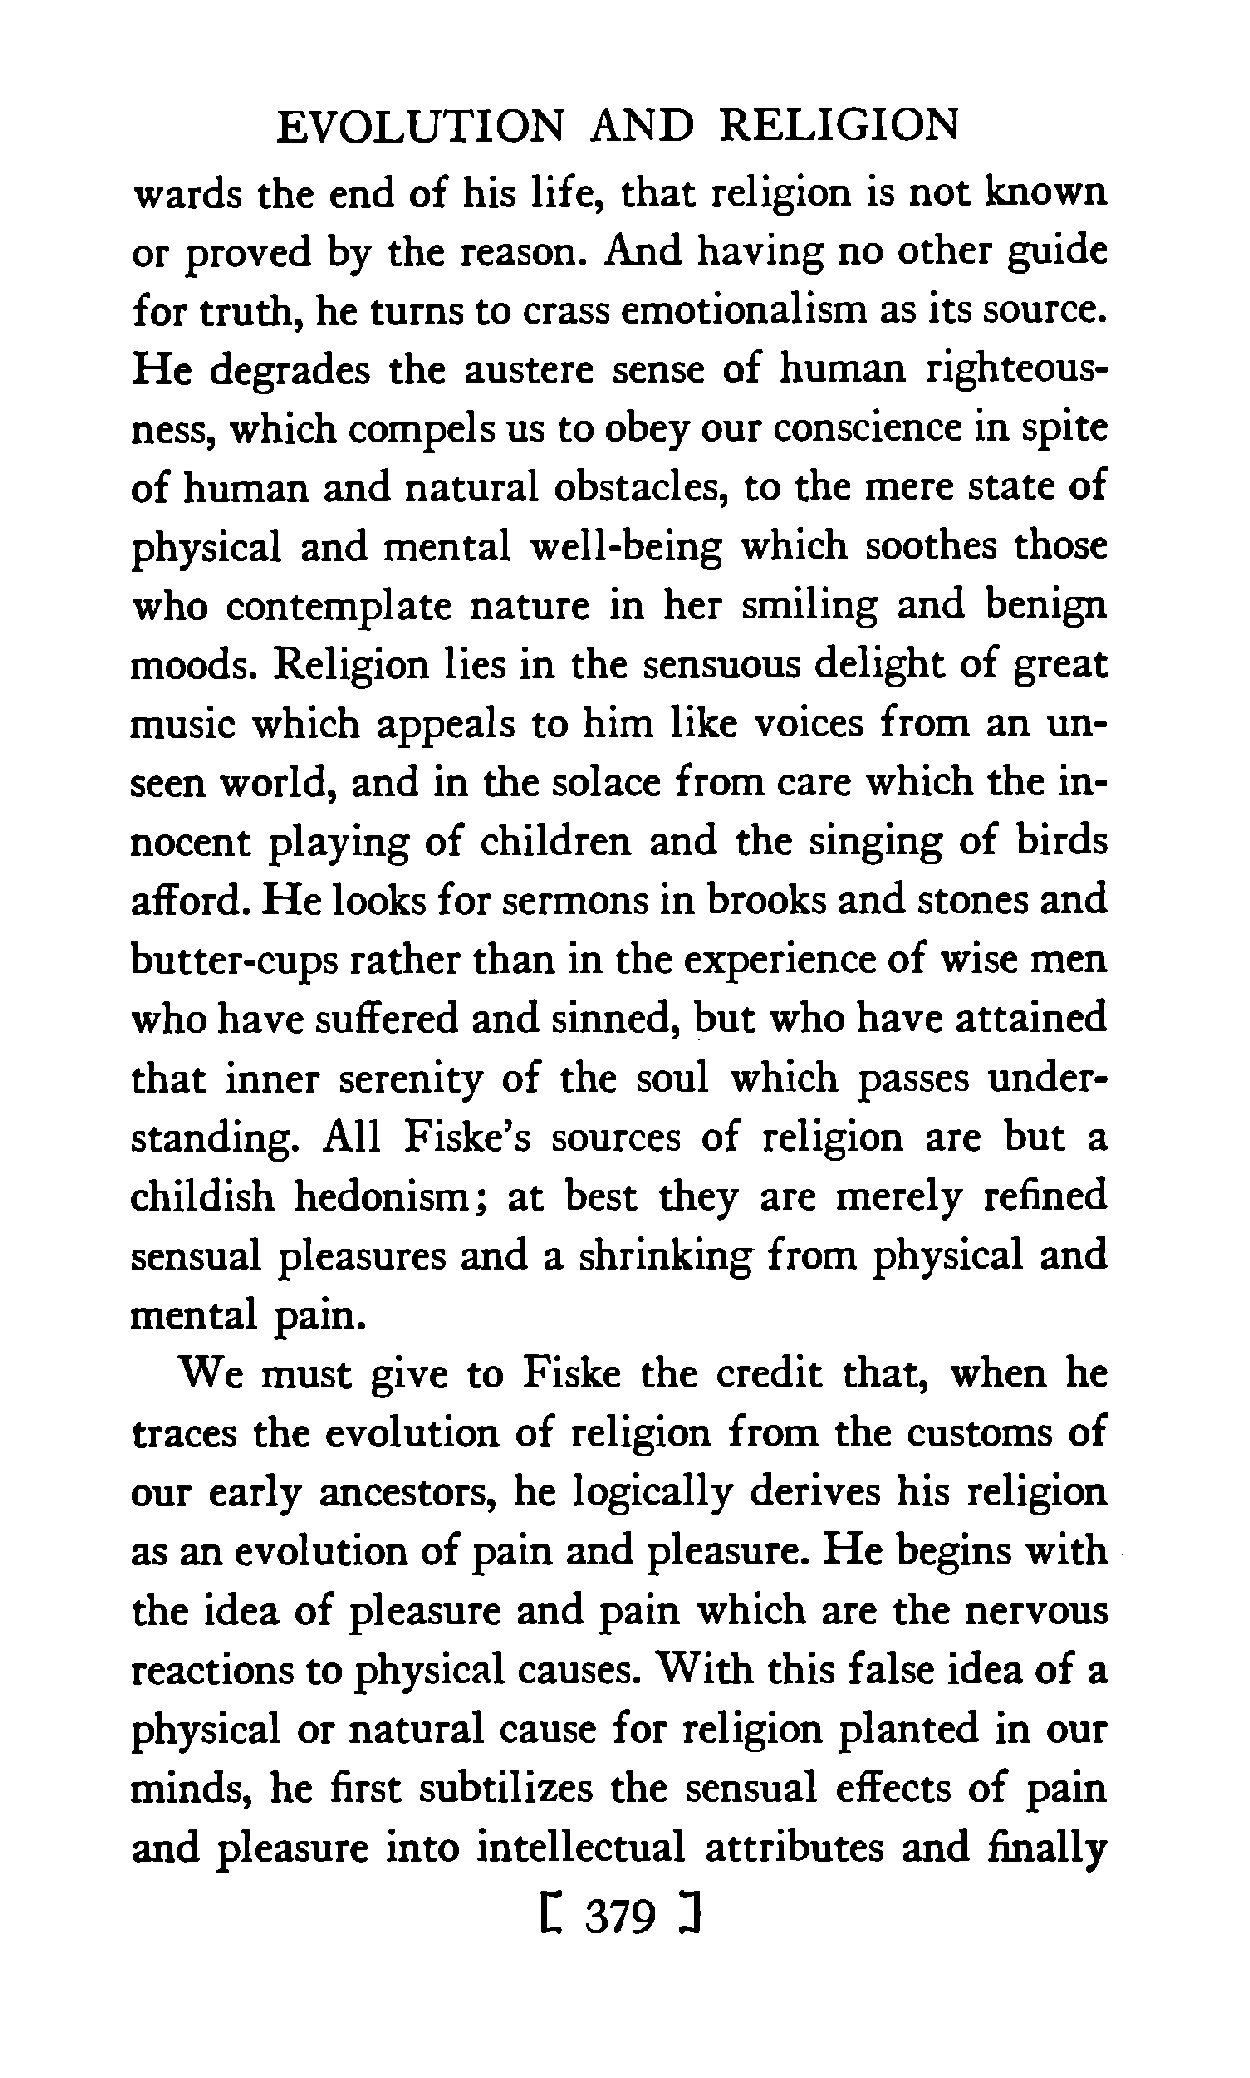 EVOLUTION AND RELIGION
wards the end of his life, that religion is not known
or proved by the reason. And having no other guide
for truth, he turns to crass emotionalism as its source.
He degrades the austere sense of human righteous-
ness, which compels us to obey our conscience in spite
of human and natural obstacles, to the mere state of
physical and mental well-being which soothes those
who contemplate nature in her smiling and benign
moods. Religion lies in the sensuous delight of great
music which appeals to him like voices from an un-
seen world, and in the solace from care which the in-
nocent playing of children and the singing of birds
afford. He looks for sermons in brooks and stones and
butter-cups rather than in the experience of wise men
who have suffered and sinned, but who have attained
that inner serenity of the soul which passes under-
standing. All Fiske's sources of religion are but a
childish hedonism; at best they are merely refined
sensual pleasures and a shrinking from physical and
mental pain.
We must give to Fiske the credit that, when he
traces the evolution of religion from the customs of
our early ancestors, he logically derives his religion
as an evolution of pain and pleasure. He begins with
the idea of pleasure and pain which are the nervous
reactions to physical causes. With this false idea of a
physical or natural cause for religion planted in our
minds, he first subtilizes the sensual effects of pain
and pleasure into intellectual attributes and finally
[ 379 ]